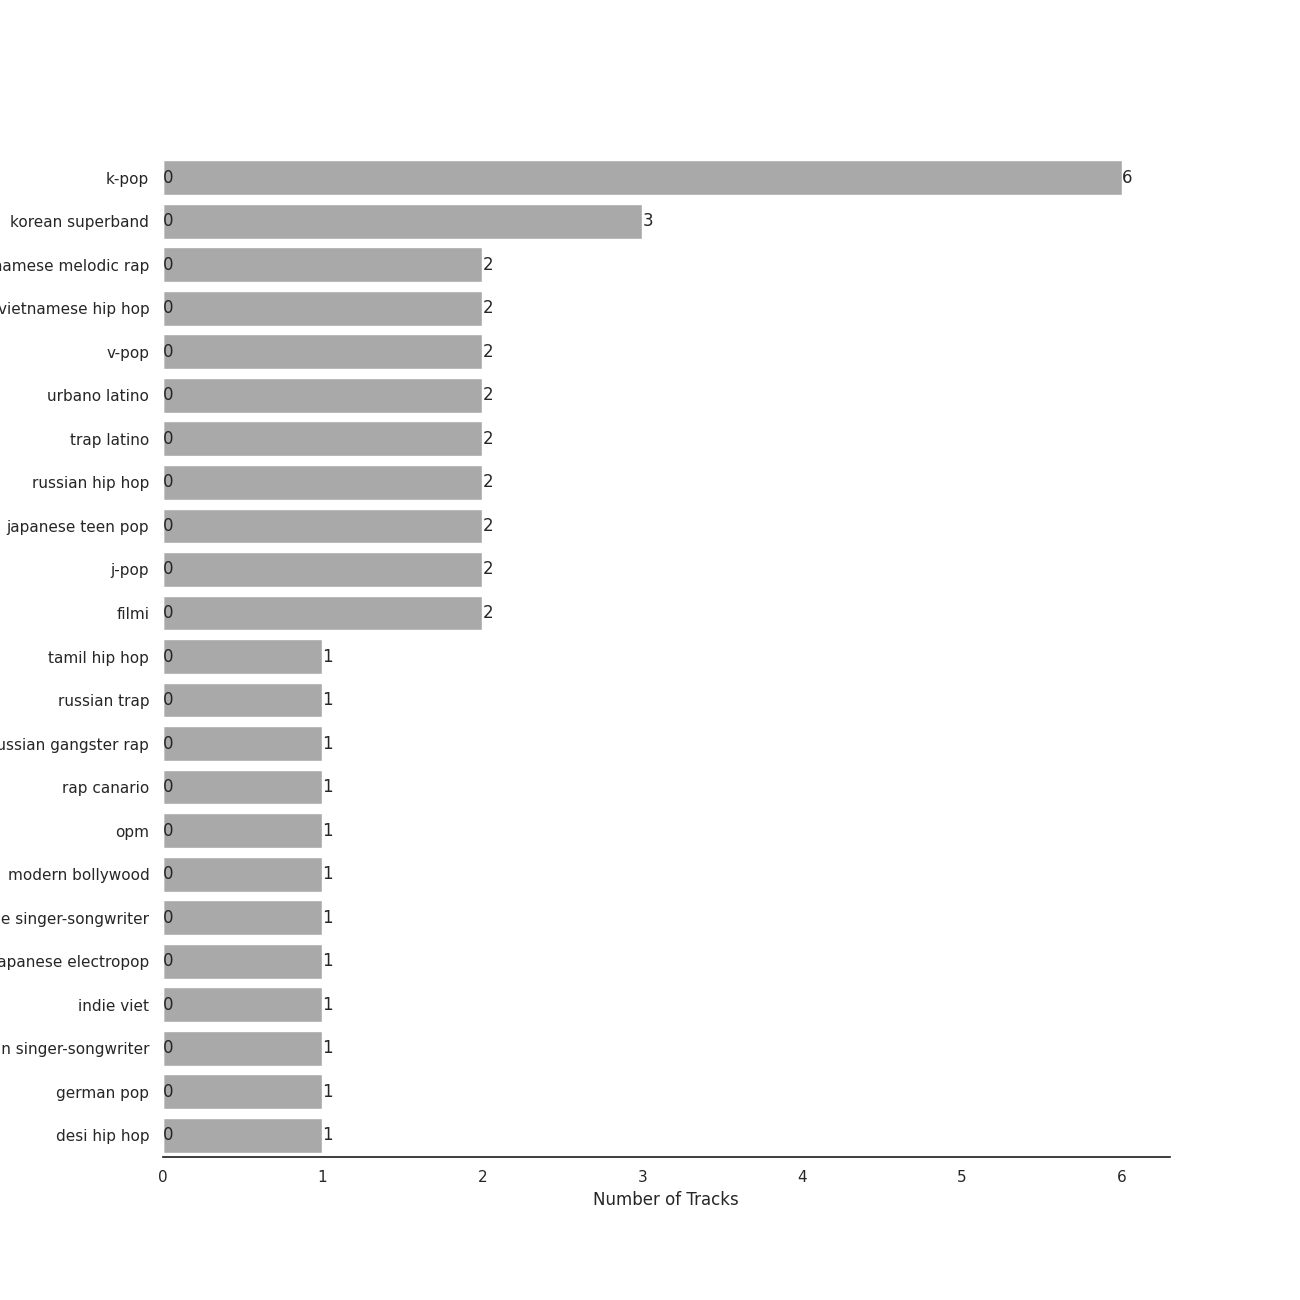 k-pop 0 6
korean superband 0 3
melodic rap 0 2
vietnamese hip hop 0 2
v-pop 0 2
urbano latino 0 2
trap latino 0 2
russian hip hop 0 2
japanese teen pop 0 2
j-pop 0 2
filmi 0 2
tamil hip hop 0 1
russian trap 0 1
ussian gangster rap 0 1
rap canario 0 1
opm 0 1
modern bollywood 0 1
e singer-songwriter 0 1
apanese electropop 0 1
indie viet 0 1
n singer-songwriter 0 1
german pop 0 1
desi hip hop 0 1
0 1 2 3 4 5 6
Number of Tracks